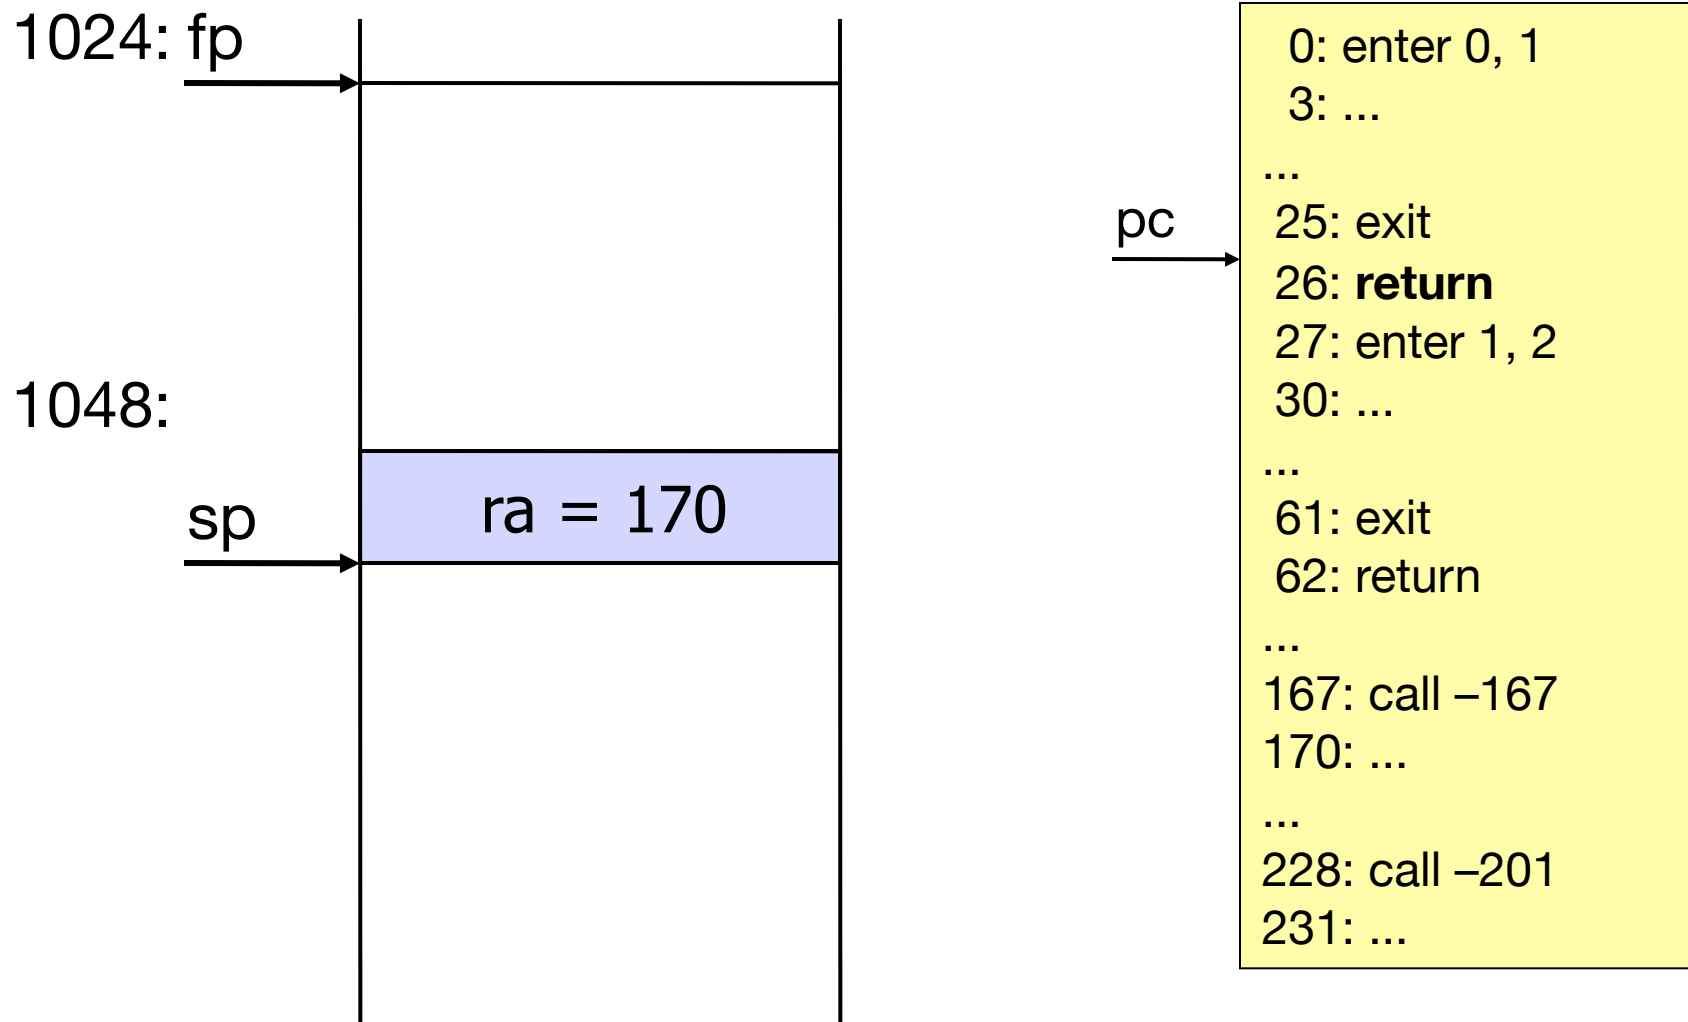 1024: fp
1048:
sp
ra = 170
pc
0: enter 0, 1
3: ...
...
25: exit
26: return
27: enter 1, 2
30: ...
...
61: exit
62: return
...
167: call –167
170: ...
...
228: call –201
231: ...